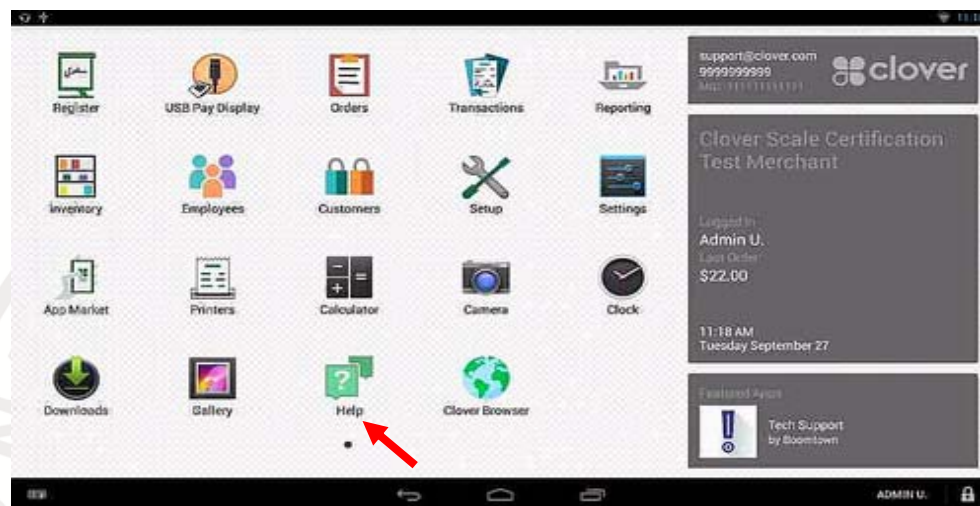 11:18
Register USB Pay Display Orders Transactions Reporting
support@clover.com
9999999999
clover
Inventory Employees Customers Setup Settings
Clover Scale Certification
Test Merchant
Logged In
Admin U.
Last Order
$22.00
App Market Printers Calculator Camera Clock
11:18 AM
Tuesday September 27
Downloads Gallery Help Clover Browser
Featured Apps
Tech Support
by Boomtown
ADMIN U.